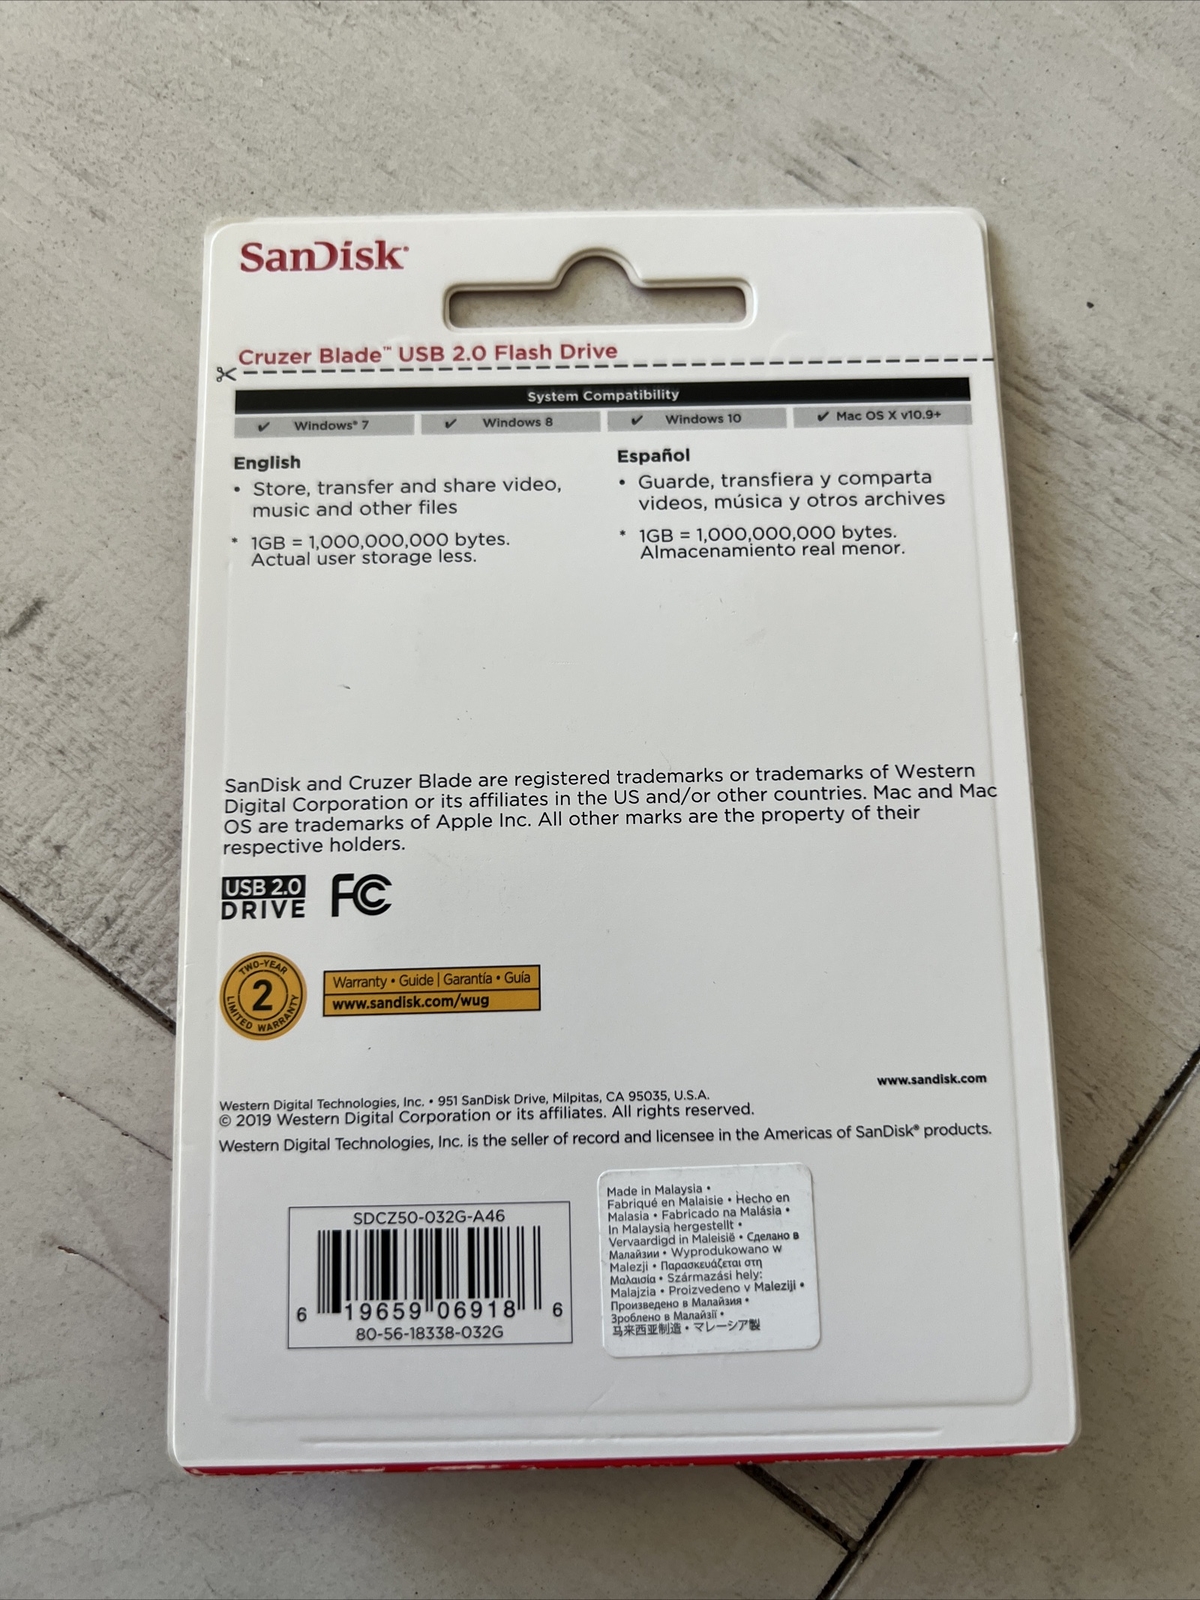 SanDisk®
Cruzer Blade™ USB 2.0 Flash Drive
System Compatibility
✓ Windows® 7 ✓ Windows 8 ✓ Windows 10 ✓ Mac OS X v10.9+
English
• Store, transfer and share video,
music and other files
* 1GB = 1,000,000,000 bytes.
Actual user storage less.
Español
• Guarde, transfiera y comparta
videos, música y otros archives
* 1GB = 1,000,000,000 bytes.
Almacenamiento real menor.
SanDisk and Cruzer Blade are registered trademarks or trademarks of Western
Digital Corporation or its affiliates in the US and/or other countries. Mac and Mac
OS are trademarks of Apple Inc. All other marks are the property of their
respective holders.
USB 2.0
DRIVE
FC
TWO-YEAR
2
LIMITED WARRANTY
Warranty • Guide | Garantía • Guía
www.sandisk.com/wug
www.sandisk.com
Western Digital Technologies, Inc. • 951 SanDisk Drive, Milpitas, CA 95035, U.S.A.
© 2019 Western Digital Corporation or its affiliates. All rights reserved.
Western Digital Technologies, Inc. is the seller of record and licensee in the Americas of SanDisk® products.
SDCZ50-032G-A46
6 19659 06918 6
80-56-18338-032G
Made in Malaysia •
Fabriqué en Malaisie • Hecho en
Malasia • Fabricado na Malásia •
In Malaysia hergestellt •
Vervaardigd in Maleisië • Сделано в
Малайзии • Wyprodukowano w
Malezji • Παρασκευάζεται στη
Μαλαισία • Származási hely:
Malajzia • Proizvedeno v Maleziji •
Произведено в Малайзия •
Зроблено в Малайзії •
马来西亚制造 • マレーシア製